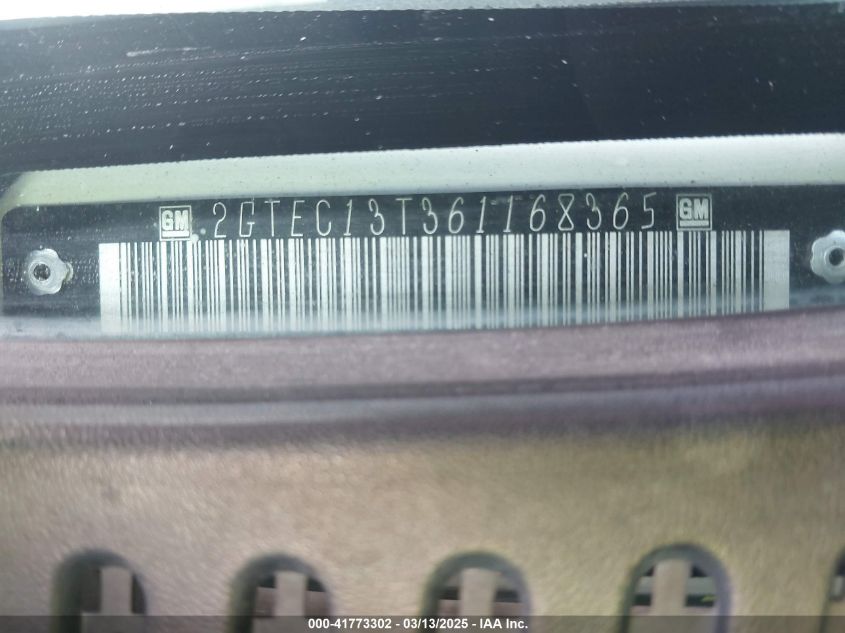 GM 2GTEC13T361168365 GM
000-41773302 - 03/13/2025 - IAA Inc.